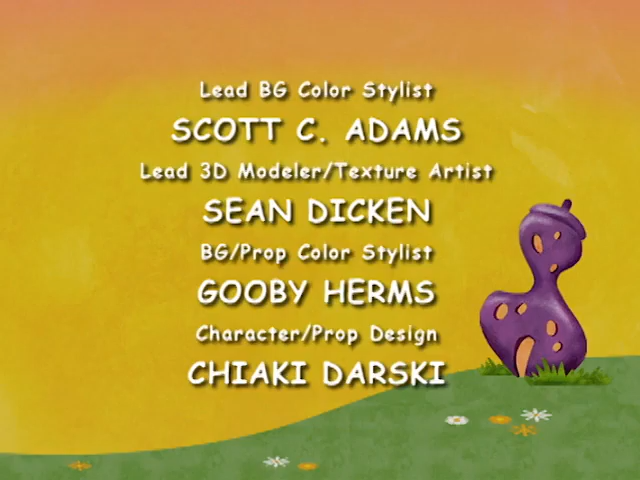 Lead BG Color Stylist
SCOTT C. ADAMS
Lead 3D Modeler/Texture Artist
SEAN DICKEN
BG/Prop Color Stylist
GOOBY HERMS
Character/Prop Design
CHIAKI DARSKI